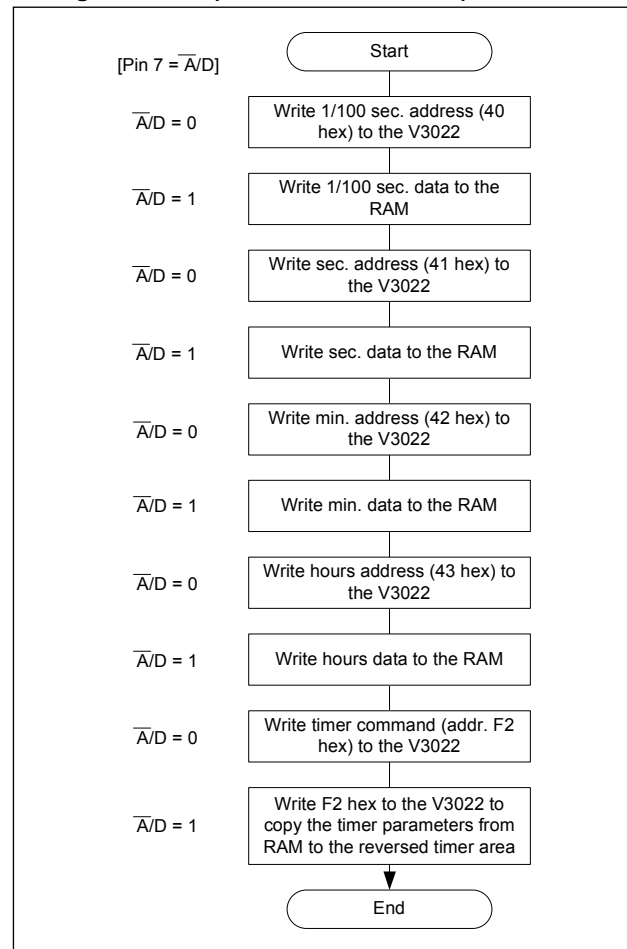 Start
[Pin 7 = A̅/D]
A̅/D = 0
Write 1/100 sec. address (40
hex) to the V3022
A̅/D = 1
Write 1/100 sec. data to the
RAM
A̅/D = 0
Write sec. address (41 hex) to
the V3022
A̅/D = 1
Write sec. data to the RAM
A̅/D = 0
Write min. address (42 hex) to
the V3022
A̅/D = 1
Write min. data to the RAM
A̅/D = 0
Write hours address (43 hex) to
the V3022
A̅/D = 1
Write hours data to the RAM
A̅/D = 0
Write timer command (addr. F2
hex) to the V3022
A̅/D = 1
Write F2 hex to the V3022 to
copy the timer parameters from
RAM to the reversed timer area
End